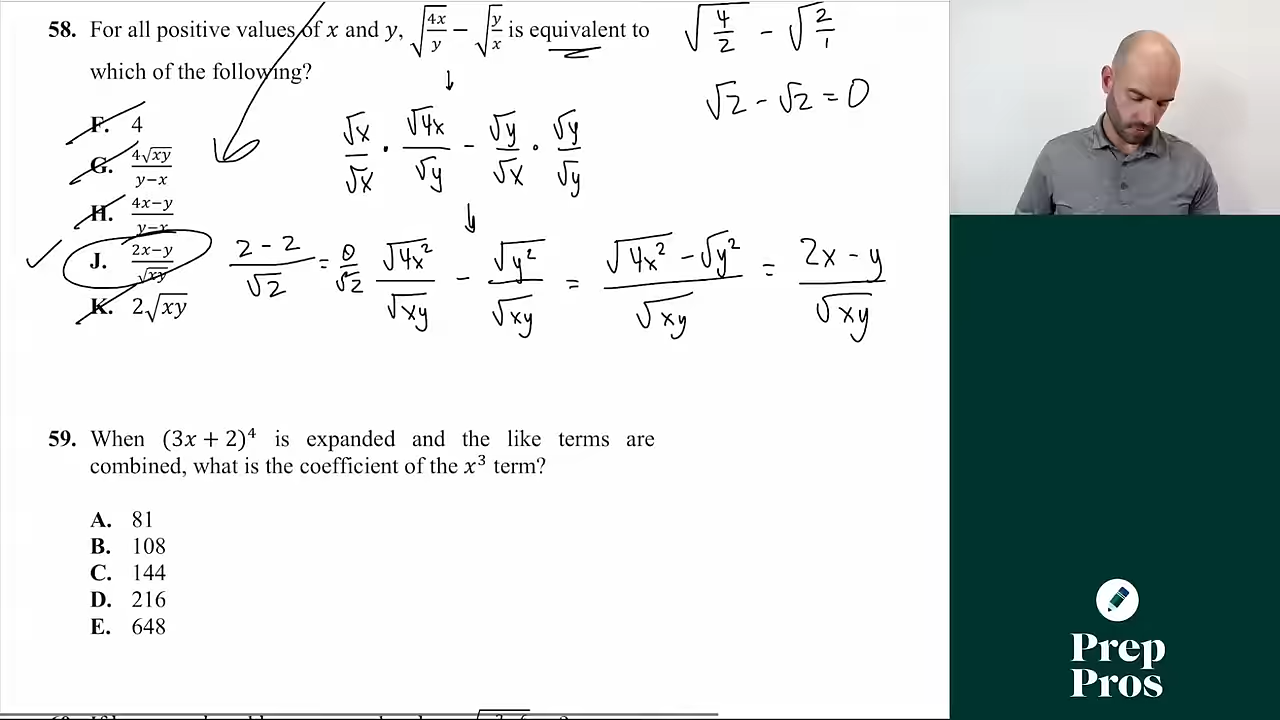 58. For all positive values of x and y, √(4x/y) − √(y/x) is equivalent to
which of the following?
F. 4
G. 4√xy / y−x
H. 4x−y / y−x
J. 2x−y / √xy
K. 2√xy
√(4/2) - √(2/1)
√2 - √2 = 0
√x/√x · √4x/√y - √y/√x · √y/√y
2-2/√2 = 0/√2
√4x²/√xy - √y²/√xy = √4x² - √y²/√xy = 2x - y/√xy
59. When (3x + 2)⁴ is expanded and the like terms are
combined, what is the coefficient of the x³ term?
A. 81
B. 108
C. 144
D. 216
E. 648
Prep
Pros